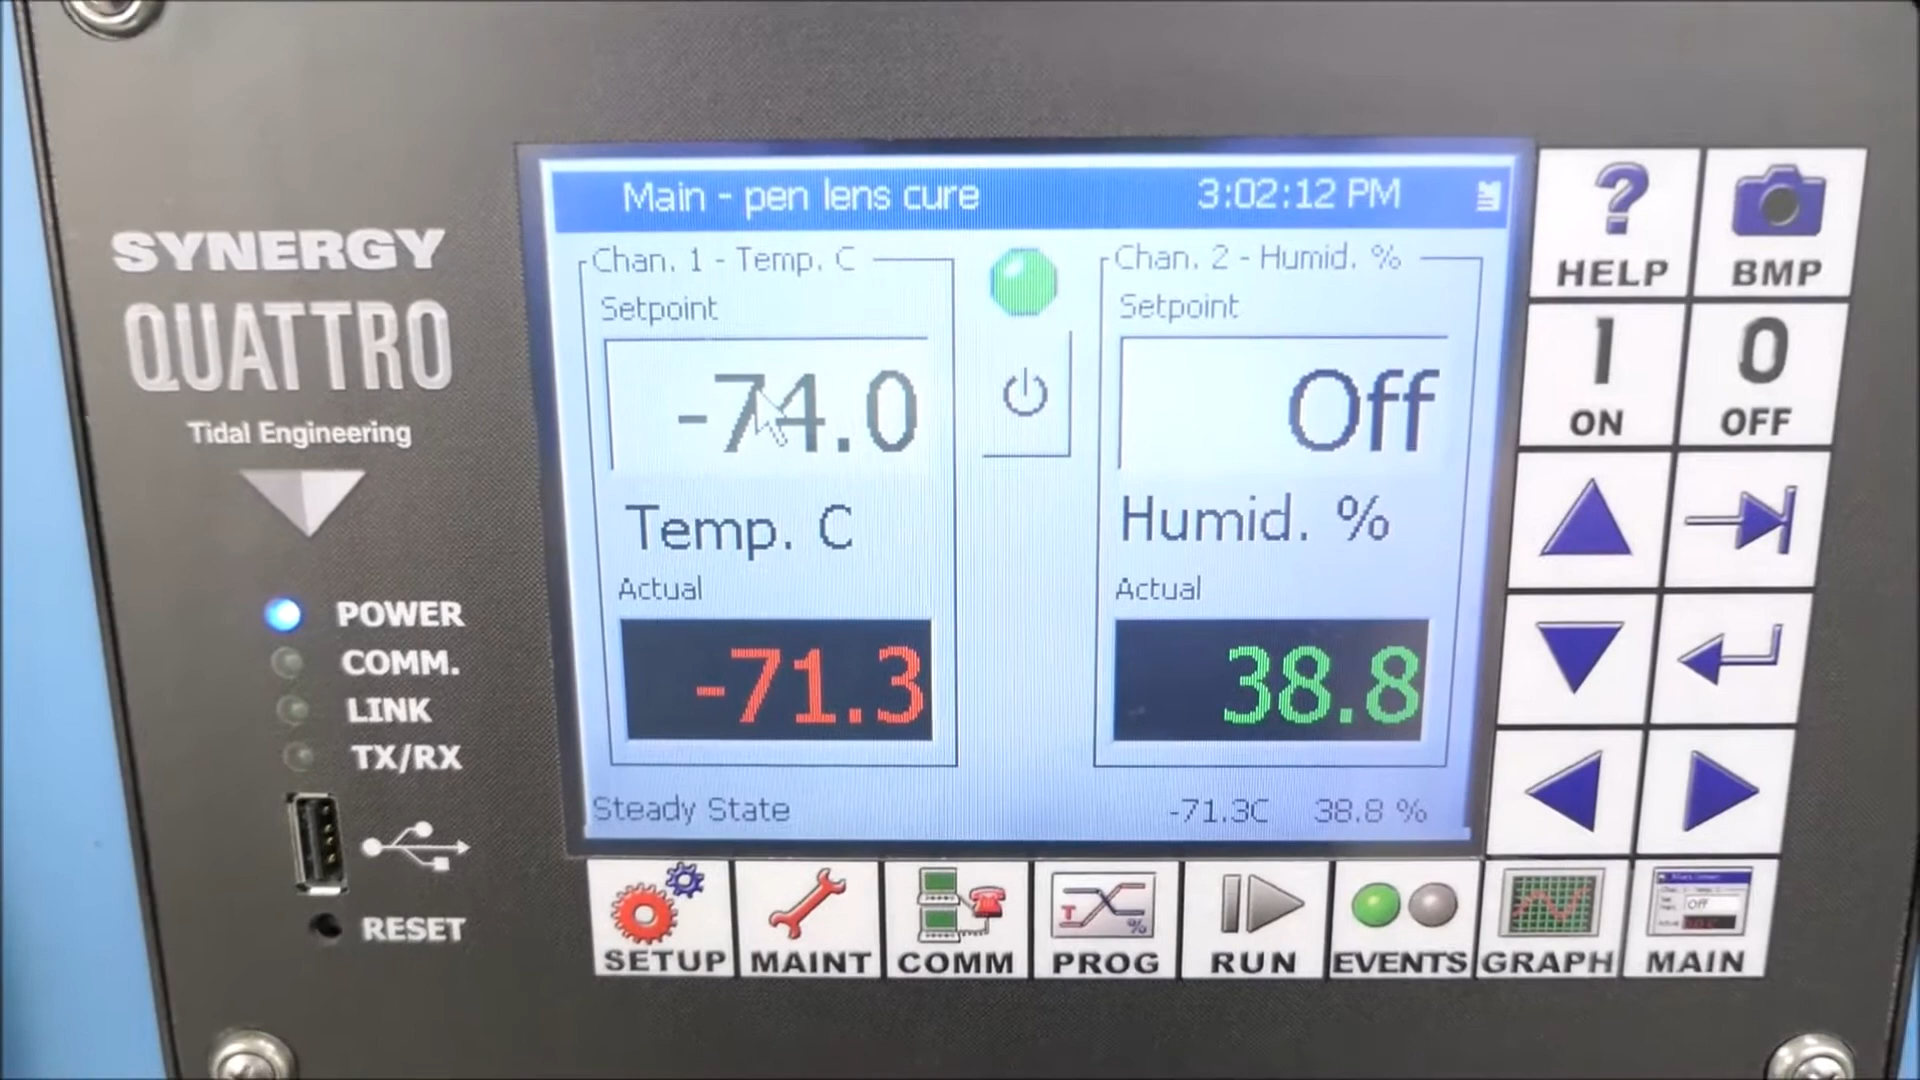 SYNERGY
QUATTRO
Tidal Engineering
POWER
COMM.
LINK
TX/RX
RESET
Main - pen lens cure 3:02:12 PM
Chan. 1 - Temp. C
Setpoint
-74.0
Temp. C
Actual
-71.3
Chan. 2 - Humid. %
Setpoint
Off
Humid. %
Actual
38.8
Steady State -71.3C 38.8 %
? HELP
BMP
1 ON
0 OFF
SETUP
MAINT
COMM
T %
PROG
RUN
EVENTS
GRAPH
Off
MAIN